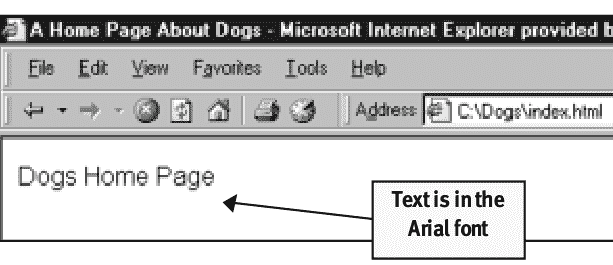 A Home Page About Dogs - Microsoft Internet Explorer provided b
File Edit View Favorites Tools Help
Address C:\Dogs\index.html
Dogs Home Page
Text is in the
Arial font